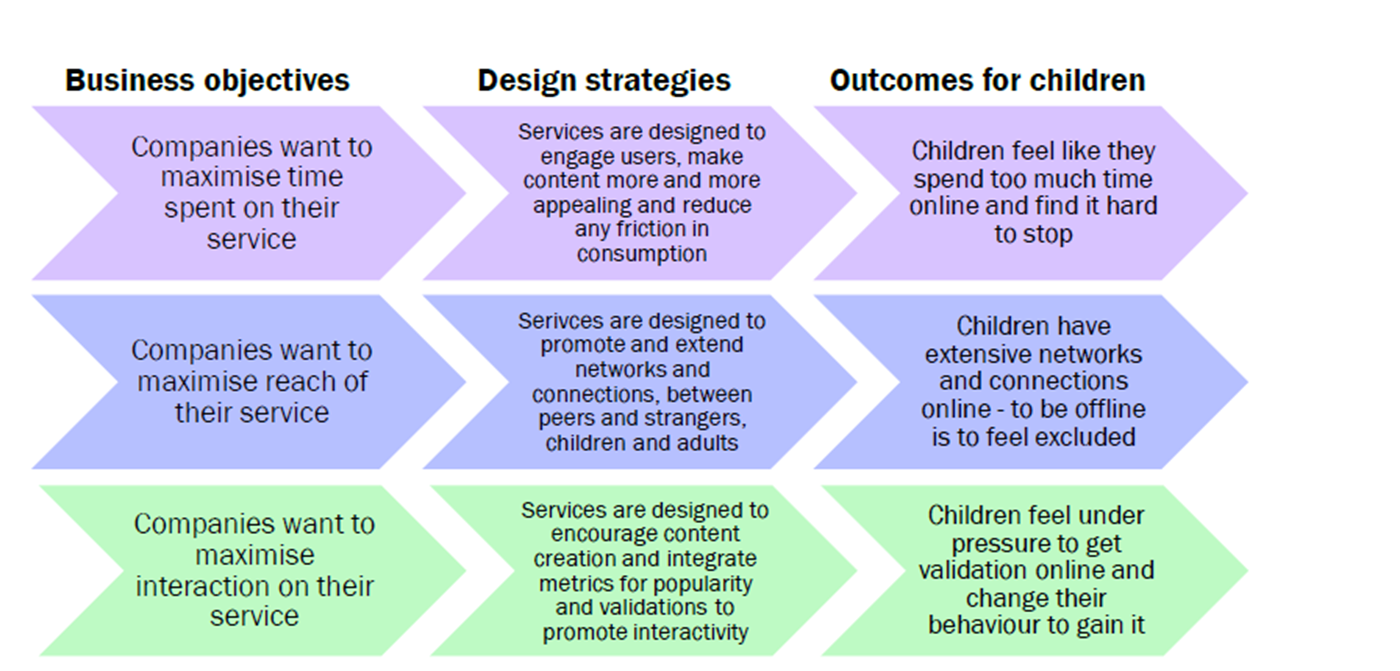 Business objectives
Design strategies
Outcomes for children
Companies want to
maximise time
spent on their
service
Services are designed to
engage users, make
content more and more
appealing and reduce
any friction in
consumption
Children feel like they
spend too much time
online and find it hard
to stop
Companies want to
maximise reach of
their service
Serivces are designed to
promote and extend
networks and
connections, between
peers and strangers,
children and adults
Children have
extensive networks
and connections
online - to be offline
is to feel excluded
Companies want to
maximise
interaction on their
service
Services are designed to
encourage content
creation and integrate
metrics for popularity
and validations to
promote interactivity
Children feel under
pressure to get
validation online and
change their
behaviour to gain it